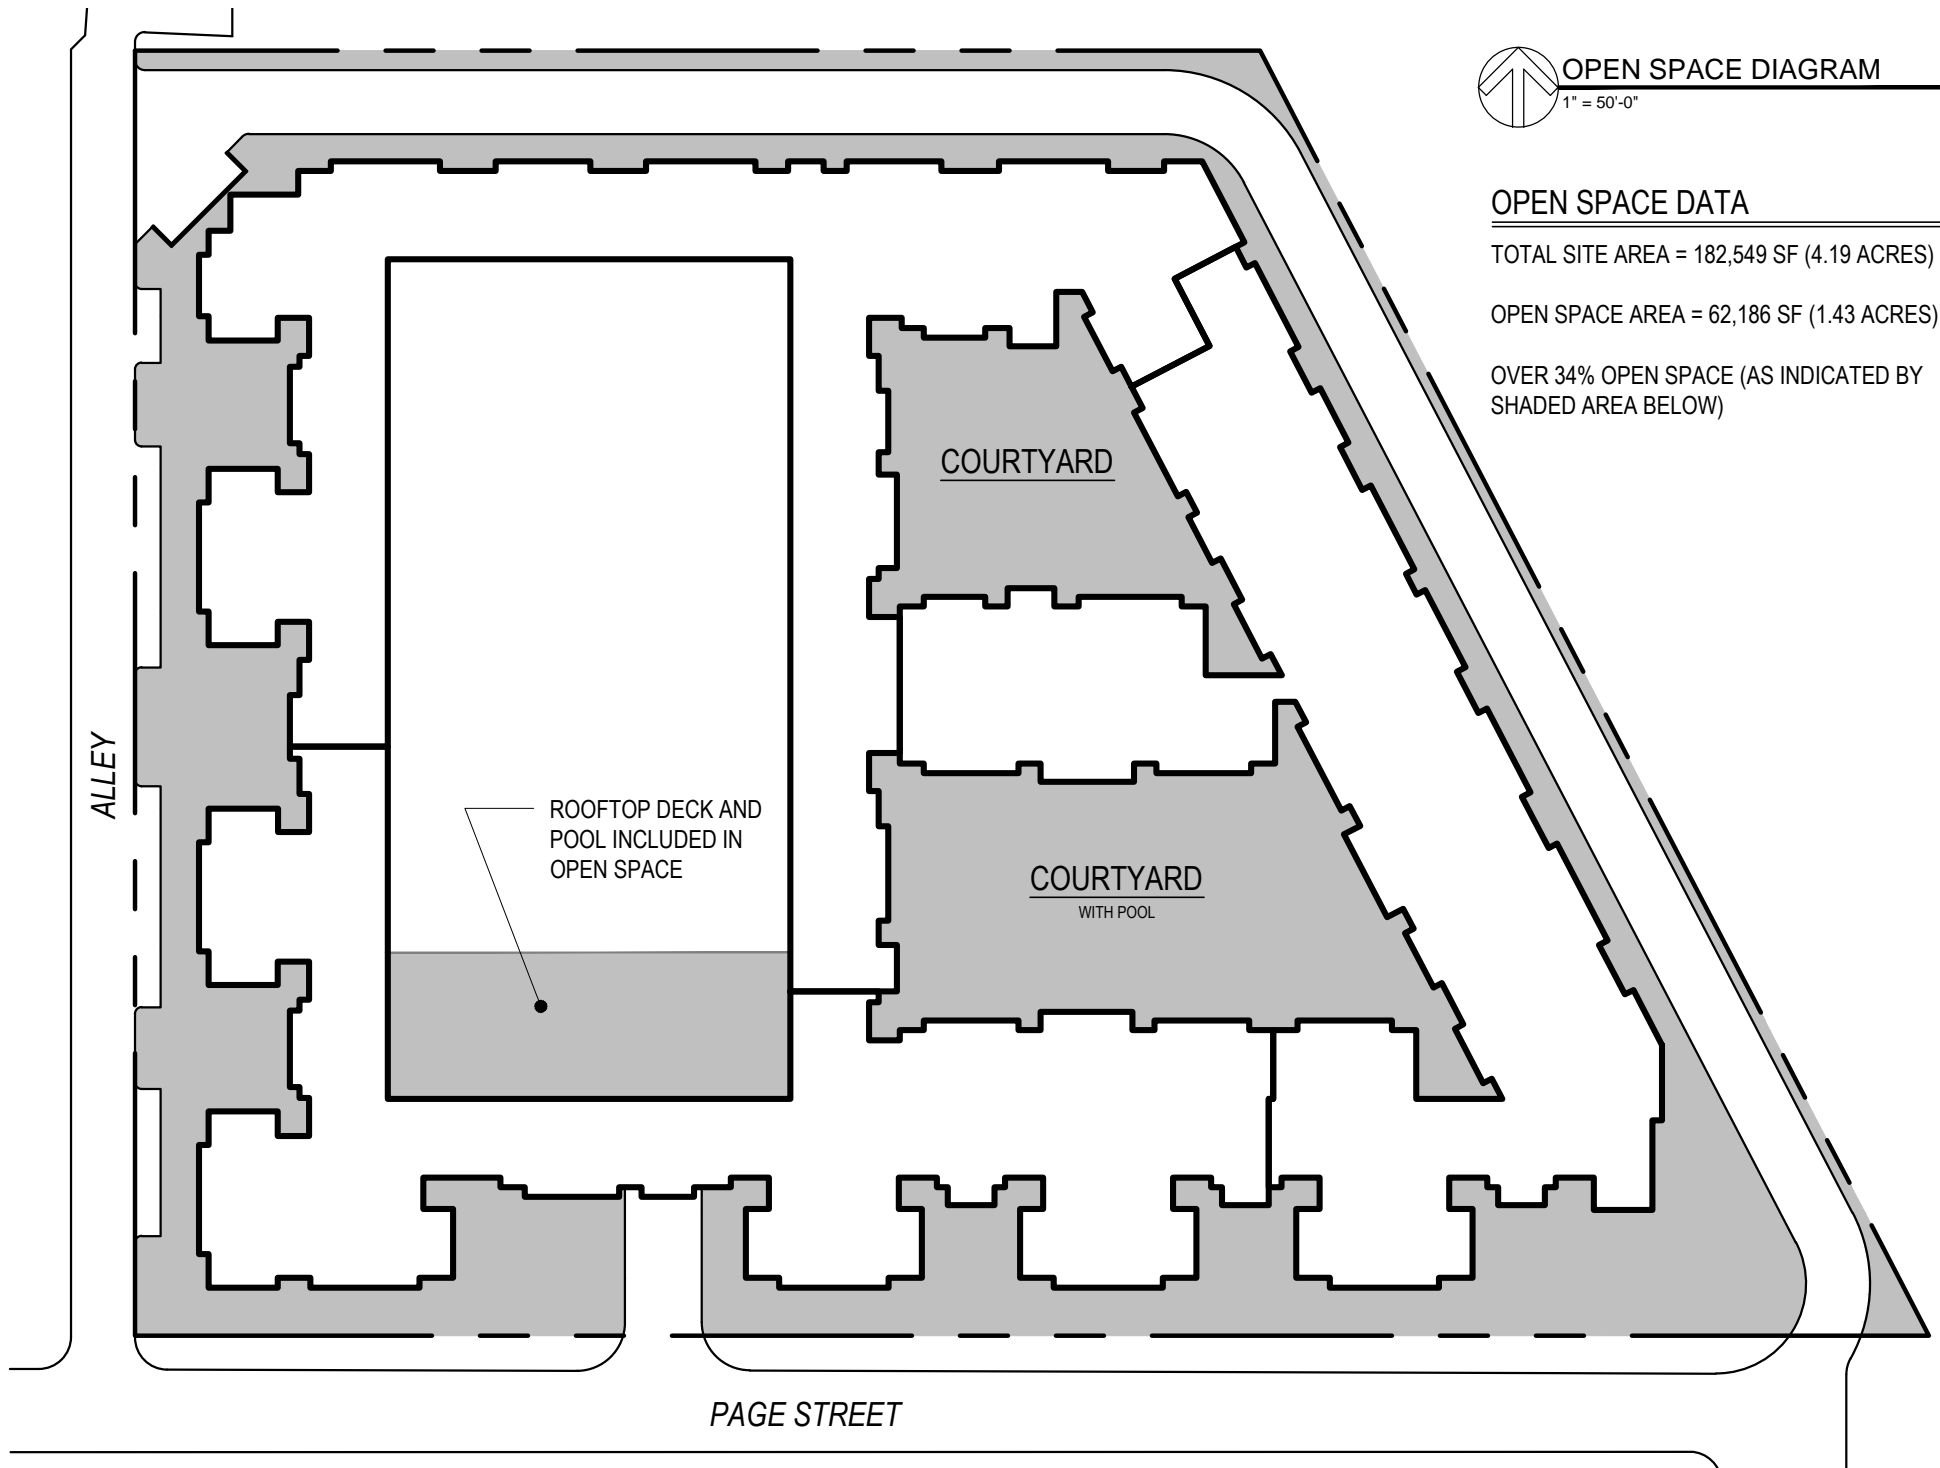 OPEN SPACE DIAGRAM
1" = 50'-0"
OPEN SPACE DATA
TOTAL SITE AREA = 182,549 SF (4.19 ACRES)
OPEN SPACE AREA = 62,186 SF (1.43 ACRES)
OVER 34% OPEN SPACE (AS INDICATED BY
SHADED AREA BELOW)
COURTYARD
ALLEY
ROOFTOP DECK AND
POOL INCLUDED IN
OPEN SPACE
COURTYARD
WITH POOL
PAGE STREET